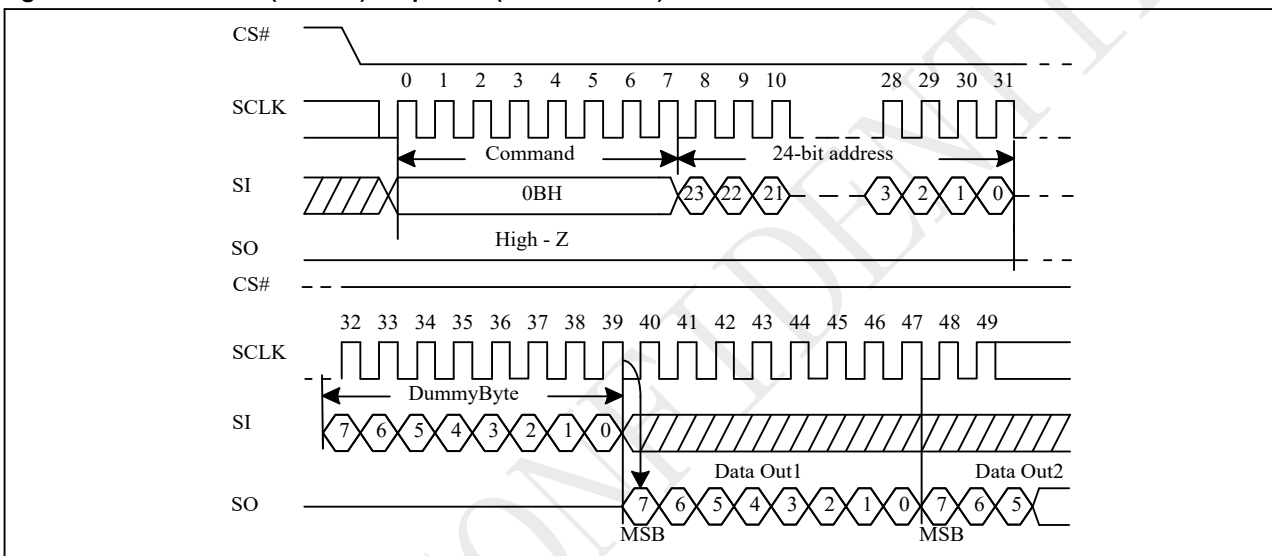 CS#
0 1 2 3 4 5 6 7 8 9 10 28 29 30 31
SCLK
Command 24-bit address
SI 0BH 23 22 21 3 2 1 0
High - Z
SO
CS#
32 33 34 35 36 37 38 39 40 41 42 43 44 45 46 47 48 49
SCLK
DummyByte
SI 7 6 5 4 3 2 1 0
Data Out1 Data Out2
SO 7 6 5 4 3 2 1 0 7 6 5
MSB MSB